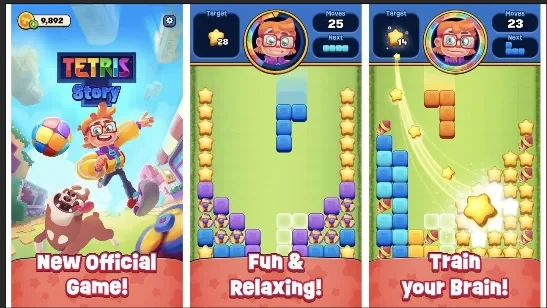 9,892
TETRIS
Story
New Official
Game!
Target
28
Moves
25
Next
Fun &
Relaxing!
Target
14
Moves
23
Next
Train
your Brain!